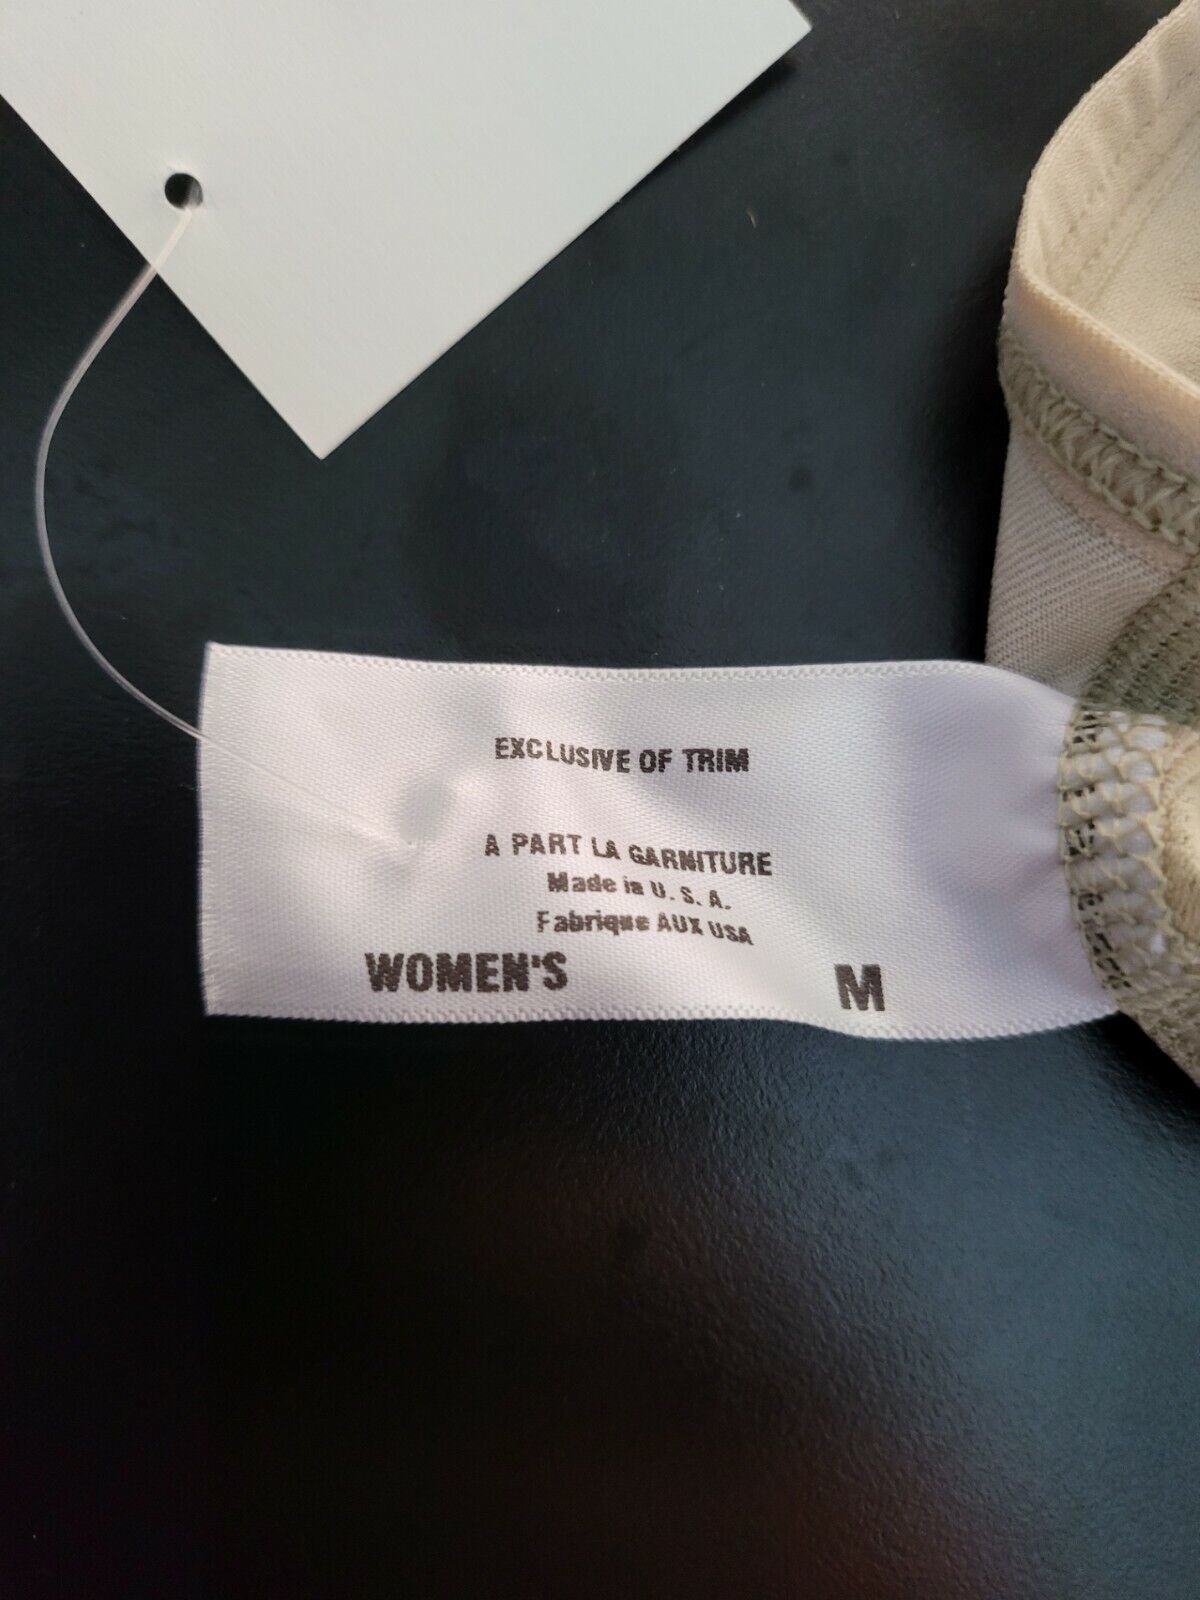 EXCLUSIVE OF TRIM
A PART LA GARNITURE
Made in U. S. A.
Fabrique AUX USA
WOMEN'S M